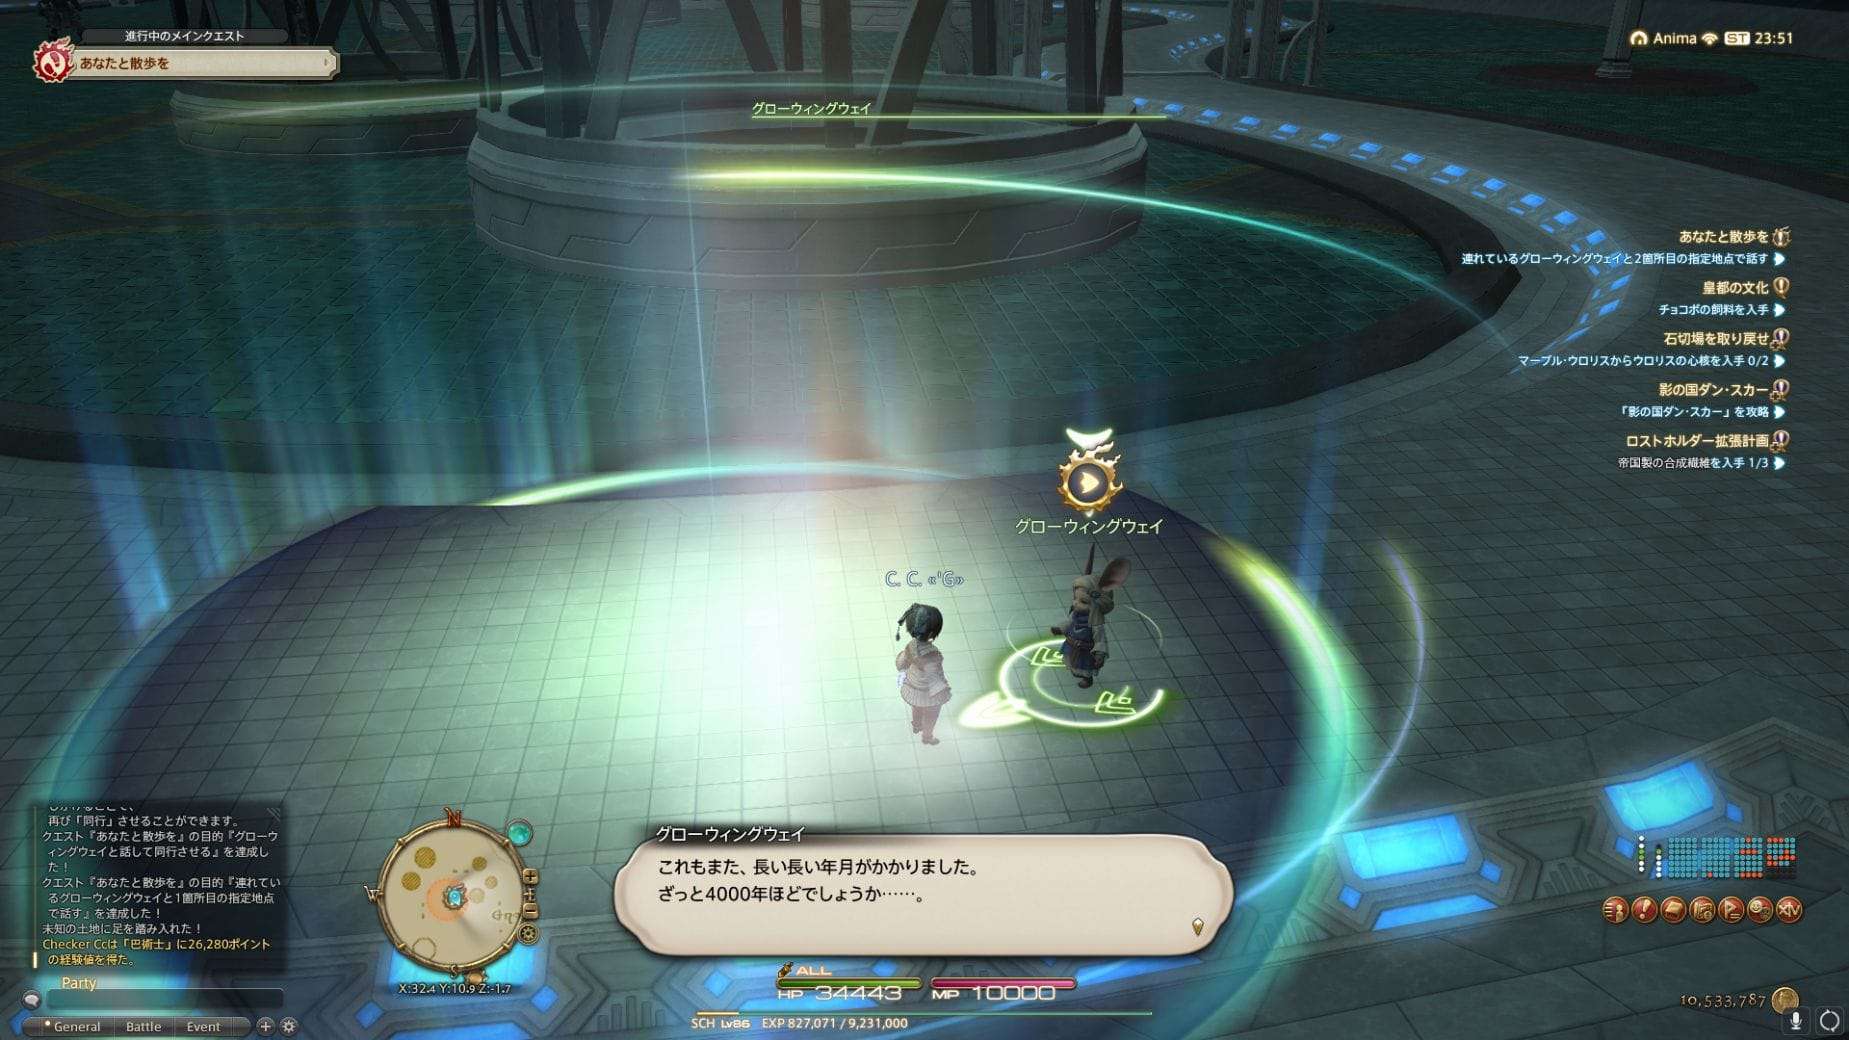 進行中のメインクエスト
あなたと散歩を
Anima ST 23:51
グローウィングウェイ
あなたと散歩を
連れているグローウィングウェイと2箇所目の指定地点で話す
皇都の文化
チョコボの飼料を入手
石切場を取り戻せ
マーブル・ウロリスからウロリスの心核を入手 0/2
影の国ダン・スカー
「影の国ダン・スカー」を攻略
ロストホルダー拡張計画
帝国製の合成繊維を入手 1/3
グローウィングウェイ
C. C. «'G»
再び「同行」させることができます。
クエスト『あなたと散歩を』の目的『グローウ
ィングウェイと話して同行させる』を達成し
た！
クエスト『あなたと散歩を』の目的『連れてい
るグローウィングウェイと1箇所目の指定地点
で話す』を達成した！
未知の土地に足を踏み入れた！
Checker Ccは「巴術士」に26,280ポイント
の経験値を得た。
Party
General Battle Event
N
W
S
X:32.4 Y:10.9 Z:-1.7
グローウィングウェイ
これもまた、長い長い年月がかかりました。
ざっと4000年ほどでしょうか……。
ALL
HP 34443 MP 10000
SCH Lv86 EXP 827,071 / 9,231,000
XIV
10,533,787